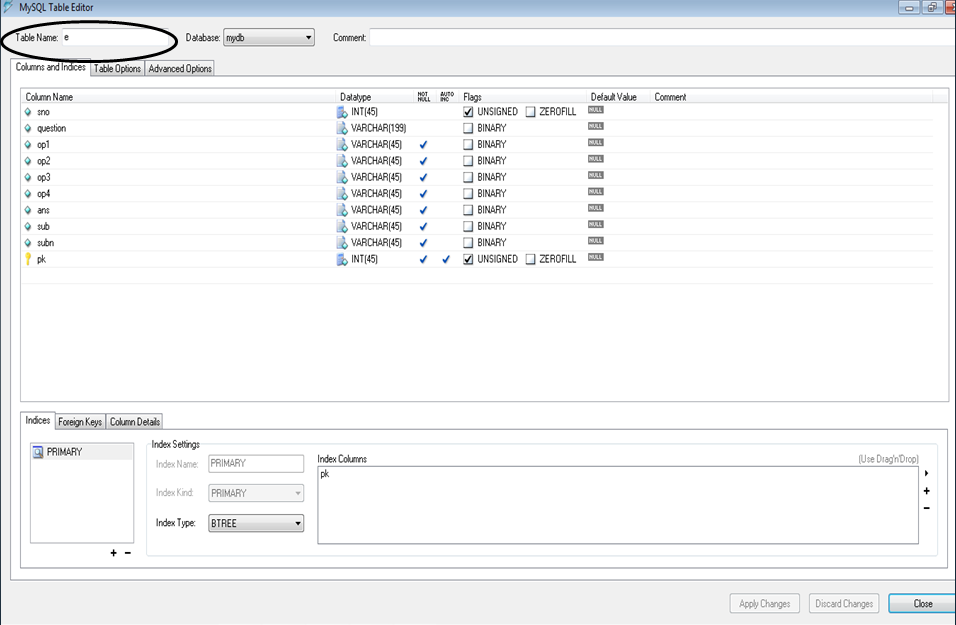 MySQL Table Editor
Table Name: e Database: mydb Comment:
Columns and Indices Table Options Advanced Options
Column Name Datatype NOT NULL AUTO INC Flags Default Value Comment
sno INT(45) UNSIGNED ZEROFILL NULL
question VARCHAR(199) BINARY NULL
op1 VARCHAR(45) BINARY NULL
op2 VARCHAR(45) BINARY NULL
op3 VARCHAR(45) BINARY NULL
op4 VARCHAR(45) BINARY NULL
ans VARCHAR(45) BINARY NULL
sub VARCHAR(45) BINARY NULL
subn VARCHAR(45) BINARY NULL
pk INT(45) UNSIGNED ZEROFILL NULL
Indices Foreign Keys Column Details
PRIMARY
Index Settings
Index Name: PRIMARY
Index Kind: PRIMARY
Index Type: BTREE
Index Columns (Use Drag'n'Drop)
pk
Apply Changes Discard Changes Close